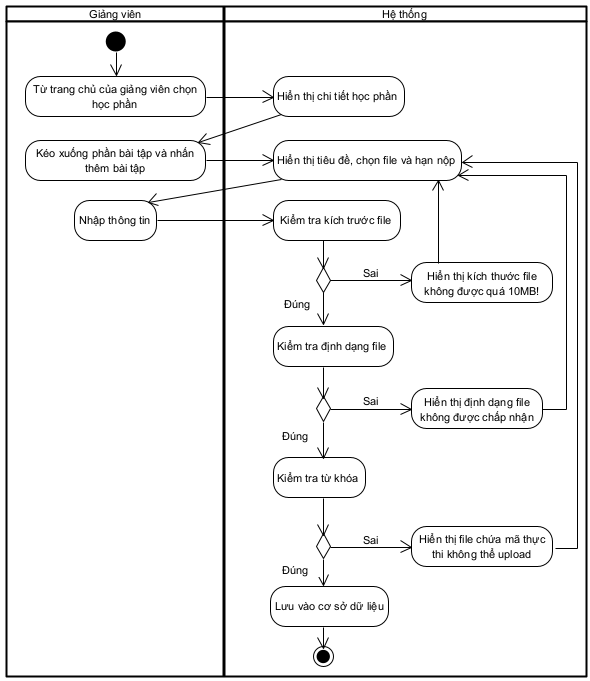 Giảng viên
Hệ thống
Từ trang chủ của giảng viên chọn
học phần
Hiển thị chi tiết học phần
Kéo xuống phần bài tập và nhấn
thêm bài tập
Hiển thị tiêu đề, chọn file và hạn nộp
Nhập thông tin
Kiểm tra kích trước file
Sai
Hiển thị kích thước file
không được quá 10MB!
Đúng
Kiểm tra định dạng file
Sai
Hiển thị định dạng file
không được chấp nhận
Đúng
Kiểm tra từ khóa
Sai
Hiển thị file chứa mã thực
thi không thể upload
Đúng
Lưu vào cơ sở dữ liệu